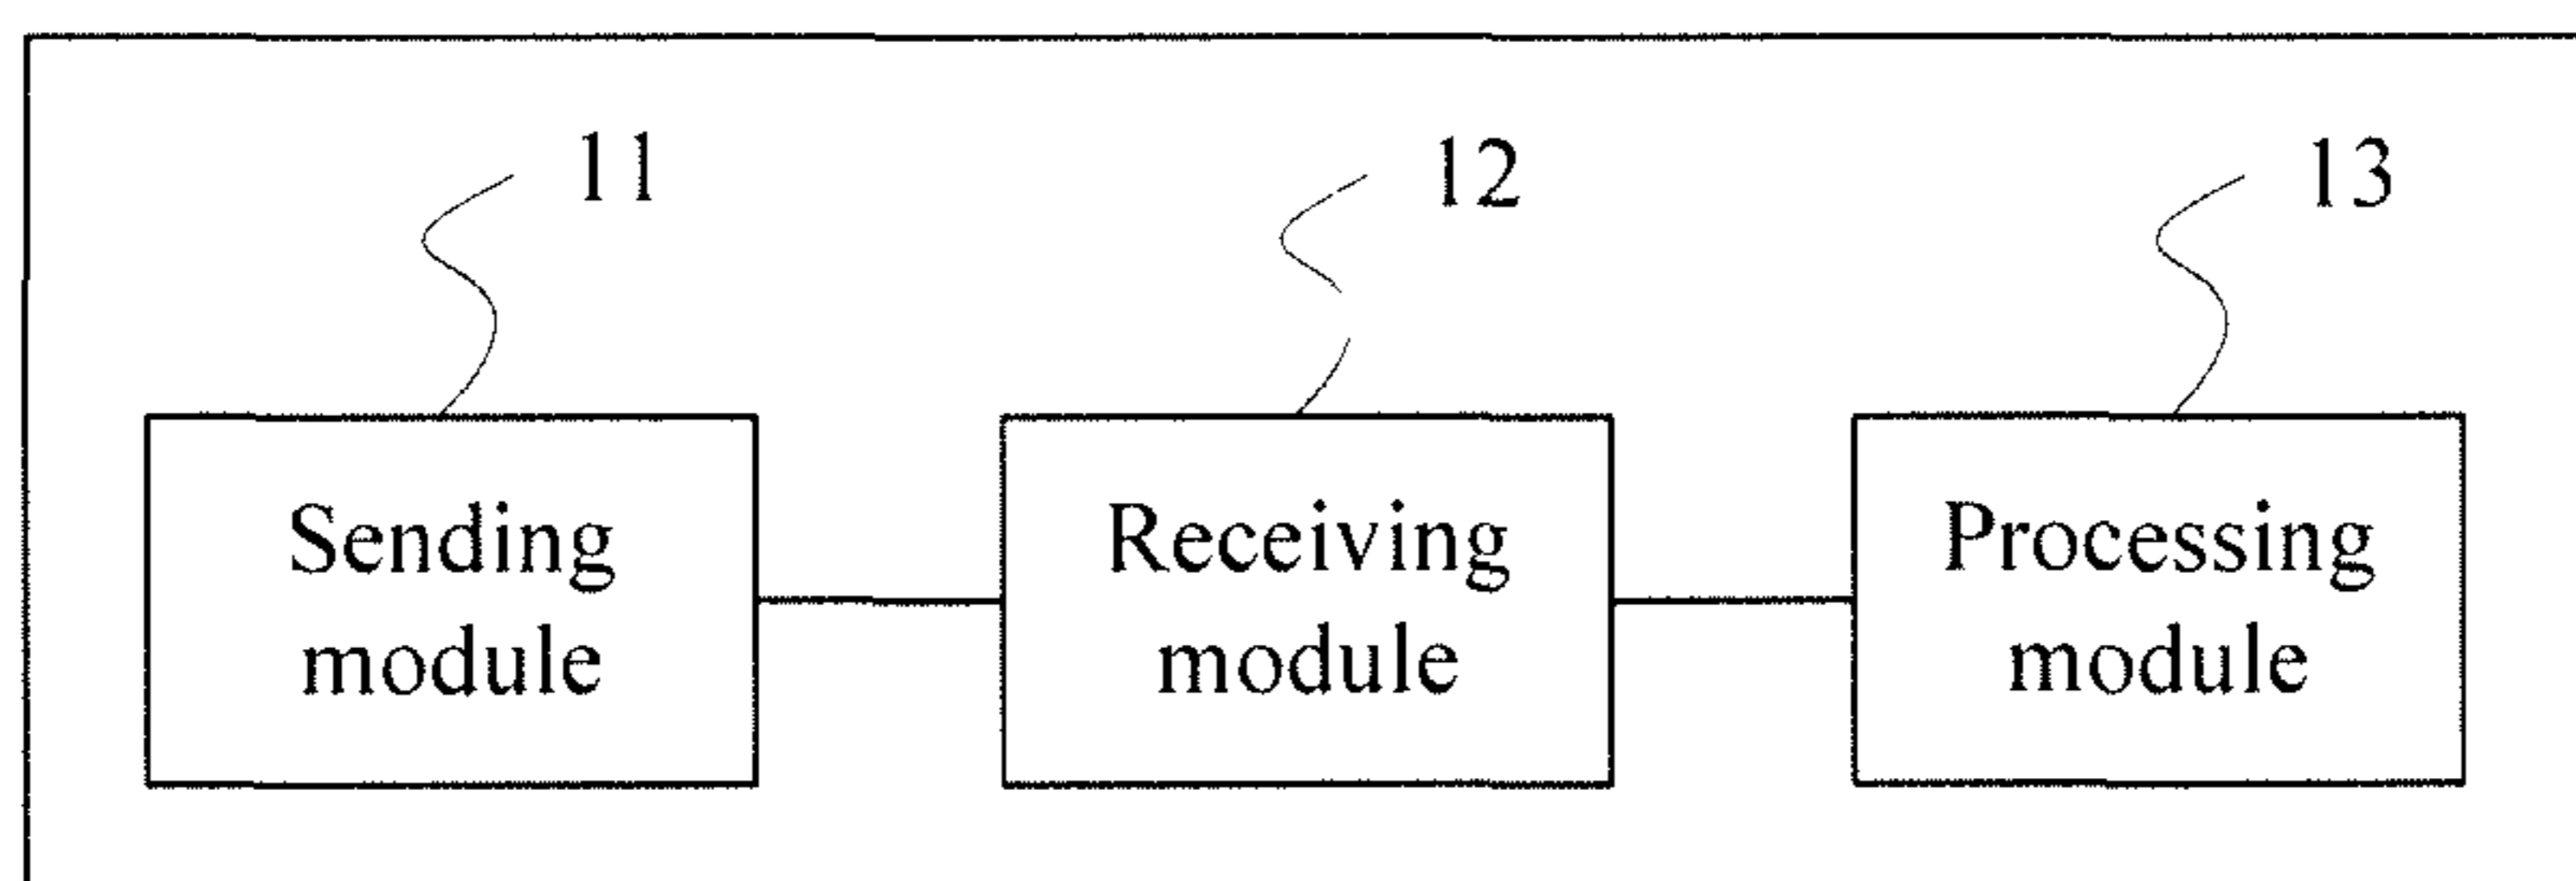 11
12
13
Sending
module
Receiving
module
Processing
module